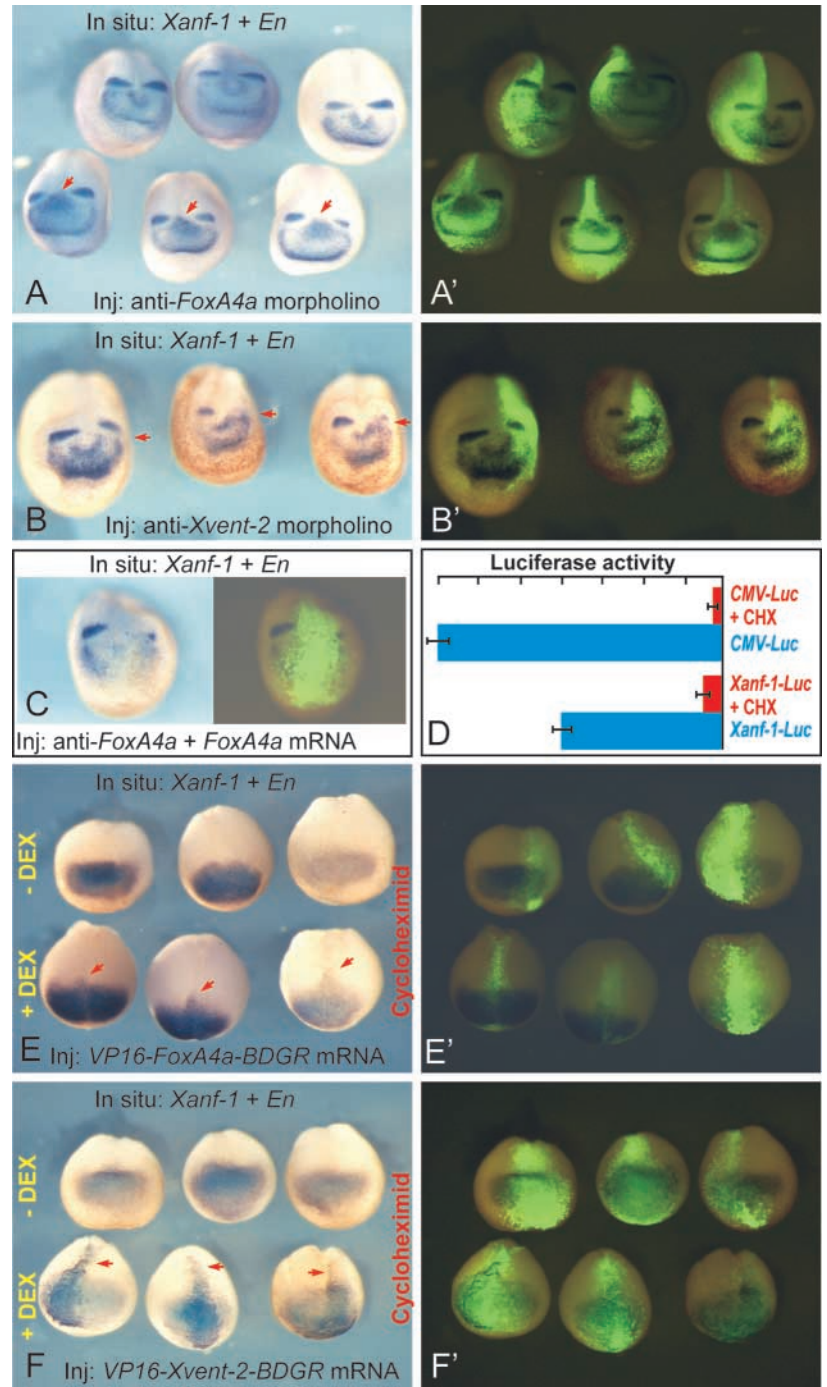 In situ: Xanf-1 + En
A
Inj: anti-FoxA4a morpholino
A'
In situ: Xanf-1 + En
B
Inj: anti-Xvent-2 morpholino
B'
In situ: Xanf-1 + En
C
Inj: anti-FoxA4a + FoxA4a mRNA
Luciferase activity
CMV-Luc
+ CHX
CMV-Luc
Xanf-1-Luc
+ CHX
Xanf-1-Luc
D
In situ: Xanf-1 + En
- DEX
+ DEX
Cycloheximid
E
Inj: VP16-FoxA4a-BDGR mRNA
E'
In situ: Xanf-1 + En
- DEX
+ DEX
Cycloheximid
F
Inj: VP16-Xvent-2-BDGR mRNA
F'